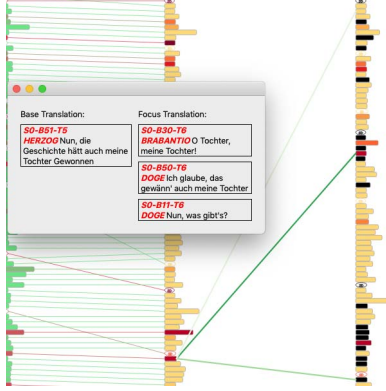 Base Translation:
S0-B51-T5
HERZOG Nun, die
Geschichte hätt auch meine
Tochter Gewonnen
Focus Translation:
S0-B30-T6
BRABANTIO O Tochter,
meine Tochter!
S0-B50-T6
DOGE Ich glaube, das
gewänn' auch meine Tochter
S0-B11-T6
DOGE Nun, was gibt's?